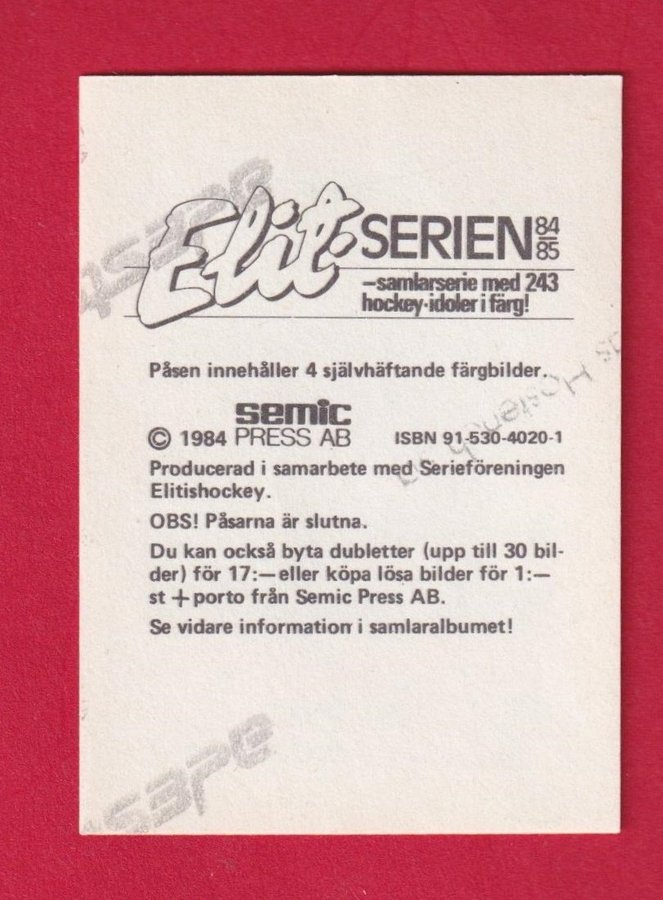 Elit-SERIEN 84/85
–samlarserie med 243
hockey-idoler i färg!
Påsen innehåller 4 självhäftande färgbilder.
semic
© 1984 PRESS AB ISBN 91-530-4020-1
Producerad i samarbete med Serieföreningen
Elitishockey.
OBS! Påsarna är slutna.
Du kan också byta dubletter (upp till 30 bil-
der) för 17:— eller köpa lösa bilder för 1:—
st + porto från Semic Press AB.
Se vidare information i samlaralbumet!